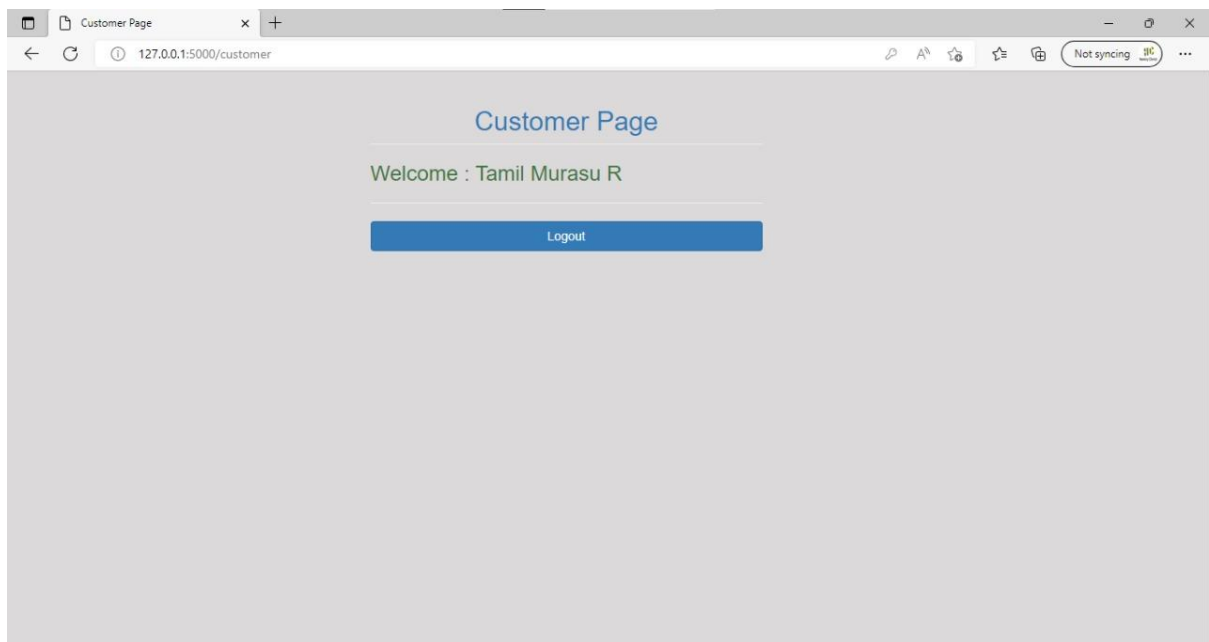 Customer Page
127.0.0.1:5000/customer
Not syncing
Customer Page
Welcome : Tamil Murasu R
Logout